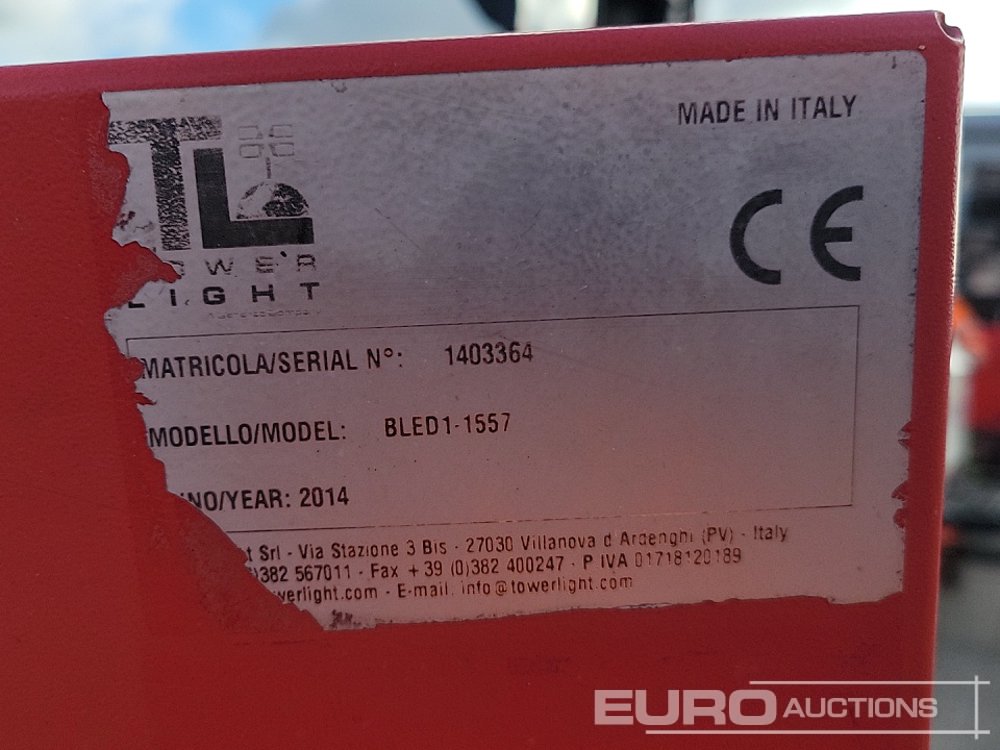 MADE IN ITALY
TL
CE
OWER
LIGHT
MATRICOLA/SERIAL N°: 1403364
MODELLO/MODEL: BLED1-1557
NO/YEAR: 2014
t Srl - Via Stazione 3 Bis - 27030 Villanova d Ardenghi (PV) - Italy
)382 567011 - Fax + 39 (0)382 400247 - P IVA 01718120189
werlight.com - E-mail. info@towerlight.com
EURO AUCTIONS